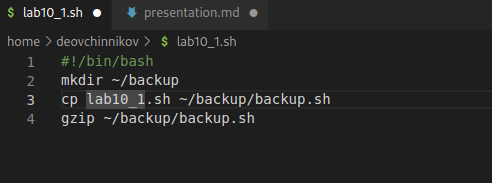 $ lab10_1.sh ● presentation.md ●
home > deovchinnikov > $ lab10_1.sh
1 #!/bin/bash
2 mkdir ~/backup
3 cp lab10_1.sh ~/backup/backup.sh
4 gzip ~/backup/backup.sh